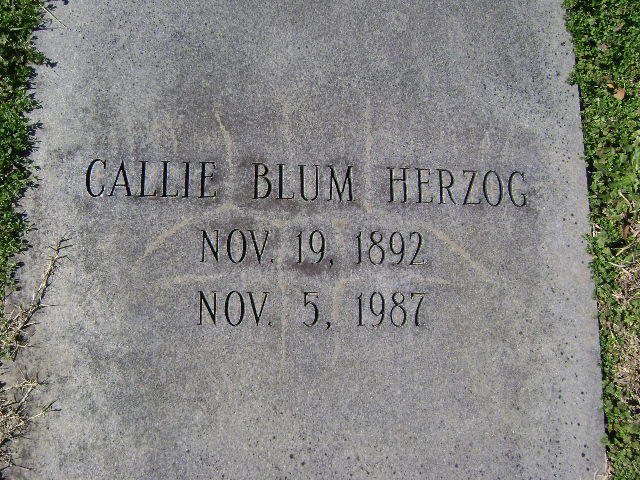 CALLIE BLUM HERZOG
NOV. 19, 1892
NOV. 5, 1987